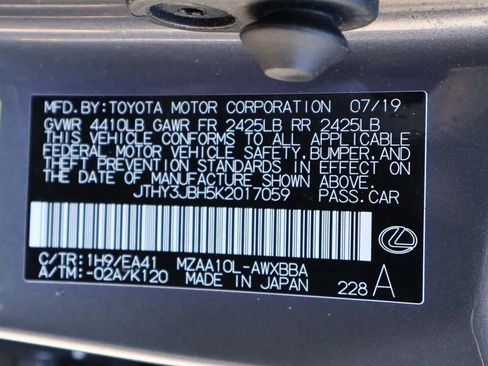 MFD.BY:TOYOTA MOTOR CORPORATION 07/19
GVWR 4410LB GAWR FR 2425LB RR 2425LB
THIS VEHICLE CONFORMS TO ALL APPLICABLE
FEDERAL MOTOR VEHICLE SAFETY,BUMPER,AND
THEFT PREVENTION STANDARDS IN EFFECT ON
THE DATE OF MANUFACTURE SHOWN ABOVE.
JTHY3JBH5K2017059 PASS.CAR
C/TR:1H9/EA41 MZAA10L-AWXBBA
A/TM:-02A/K120 MADE IN JAPAN 228 A